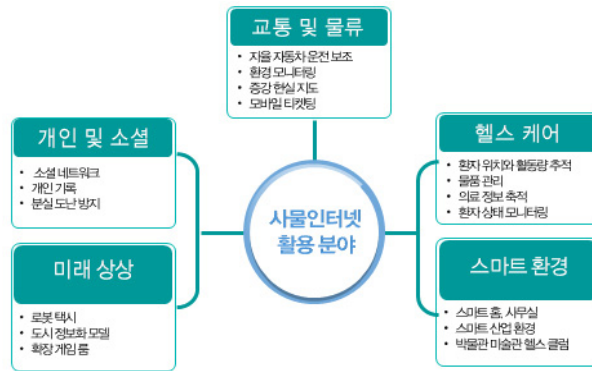 교통 및 물류
• 자율 자동차 운전 보조
• 환경 모니터링
• 증강 현실 지도
• 모바일 티켓팅
개인 및 소셜
• 소셜 네트워크
• 개인 기록
• 분실 도난 방지
헬스 케어
• 환자 위치와 활동량 추적
• 물품 관리
• 의료 정보 축적
• 환자 상태 모니터링
사물인터넷
활용 분야
미래 상상
• 로봇 택시
• 도시 정보화 모델
• 확장 게임 룸
스마트 환경
• 스마트 홈, 사무실
• 스마트 산업 환경
• 박물관 미술관 헬스 클럽